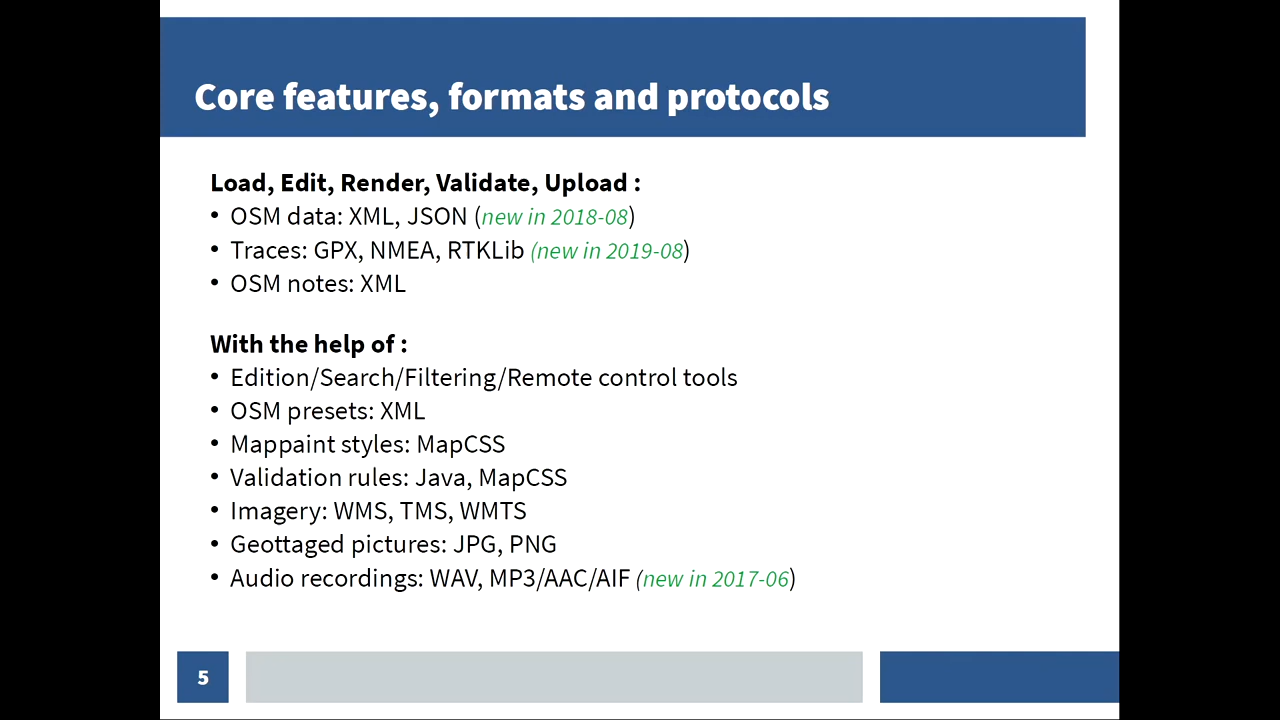 Core features, formats and protocols
Load, Edit, Render, Validate, Upload :
• OSM data: XML, JSON (new in 2018-08)
• Traces: GPX, NMEA, RTKLib (new in 2019-08)
• OSM notes: XML
With the help of :
• Edition/Search/Filtering/Remote control tools
• OSM presets: XML
• Mappaint styles: MapCSS
• Validation rules: Java, MapCSS
• Imagery: WMS, TMS, WMTS
• Geottaged pictures: JPG, PNG
• Audio recordings: WAV, MP3/AAC/AIF (new in 2017-06)
5